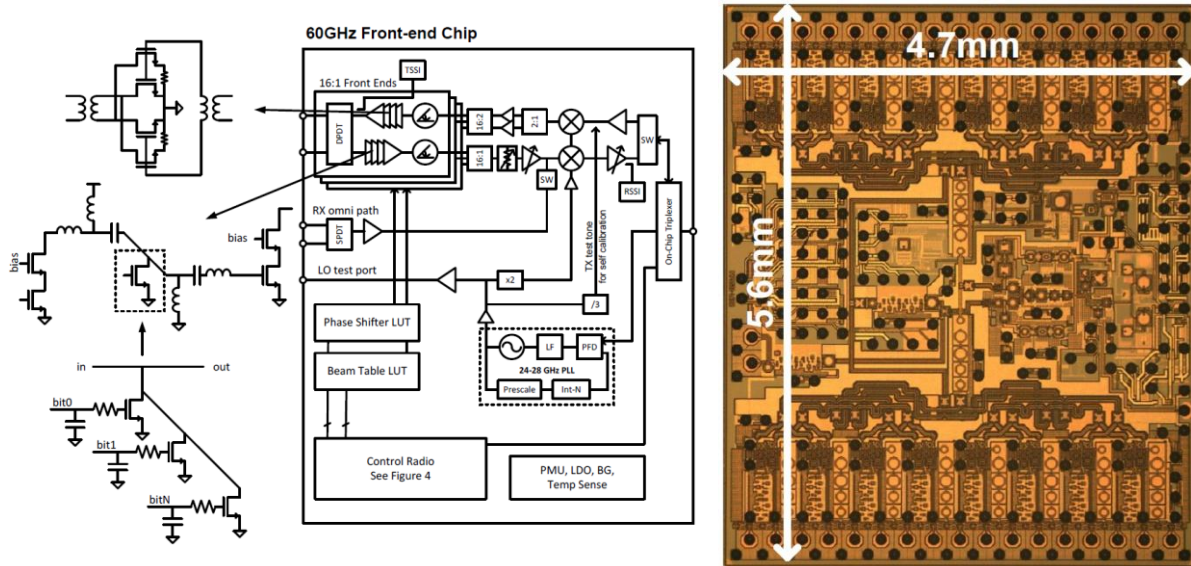 60GHz Front-end Chip
TSSI
16:1 Front Ends
DPDT
16:2
2:1
SW
16:1
SW
RSSI
RX omni path
SPDT
bias
bias
LO test port
x2
TX test tone
for self calibration
On-Chip Triplexer
/3
Phase Shifter LUT
Beam Table LUT
LF
PFD
24-28 GHz PLL
Prescale
Int-N
in
out
bit0
bit1
bitN
Control Radio
See Figure 4
PMU, LDO, BG,
Temp Sense
4.7mm
5.6mm